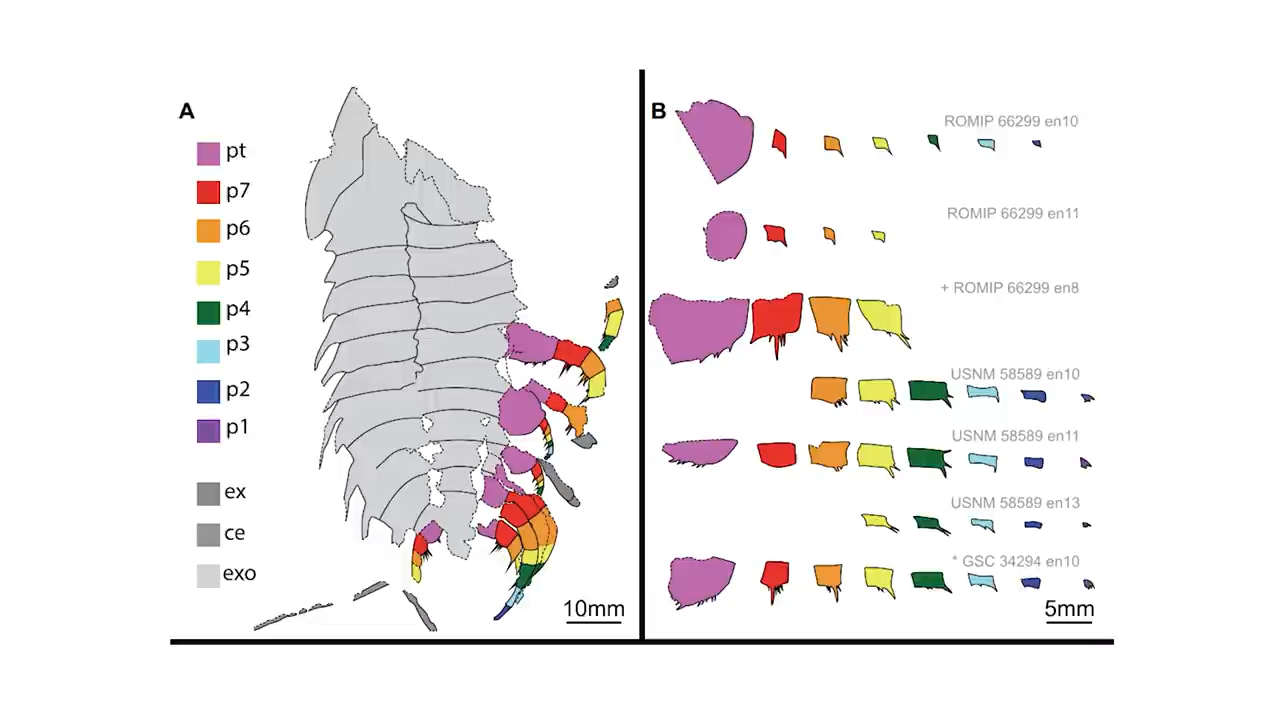 A
pt
p7
p6
p5
p4
p3
p2
p1
ex
ce
exo
10mm
B
ROMIP 66299 en10
ROMIP 66299 en11
+ ROMIP 66299 en8
USNM 58589 en10
USNM 58589 en11
USNM 58589 en13
* GSC 34294 en10
5mm